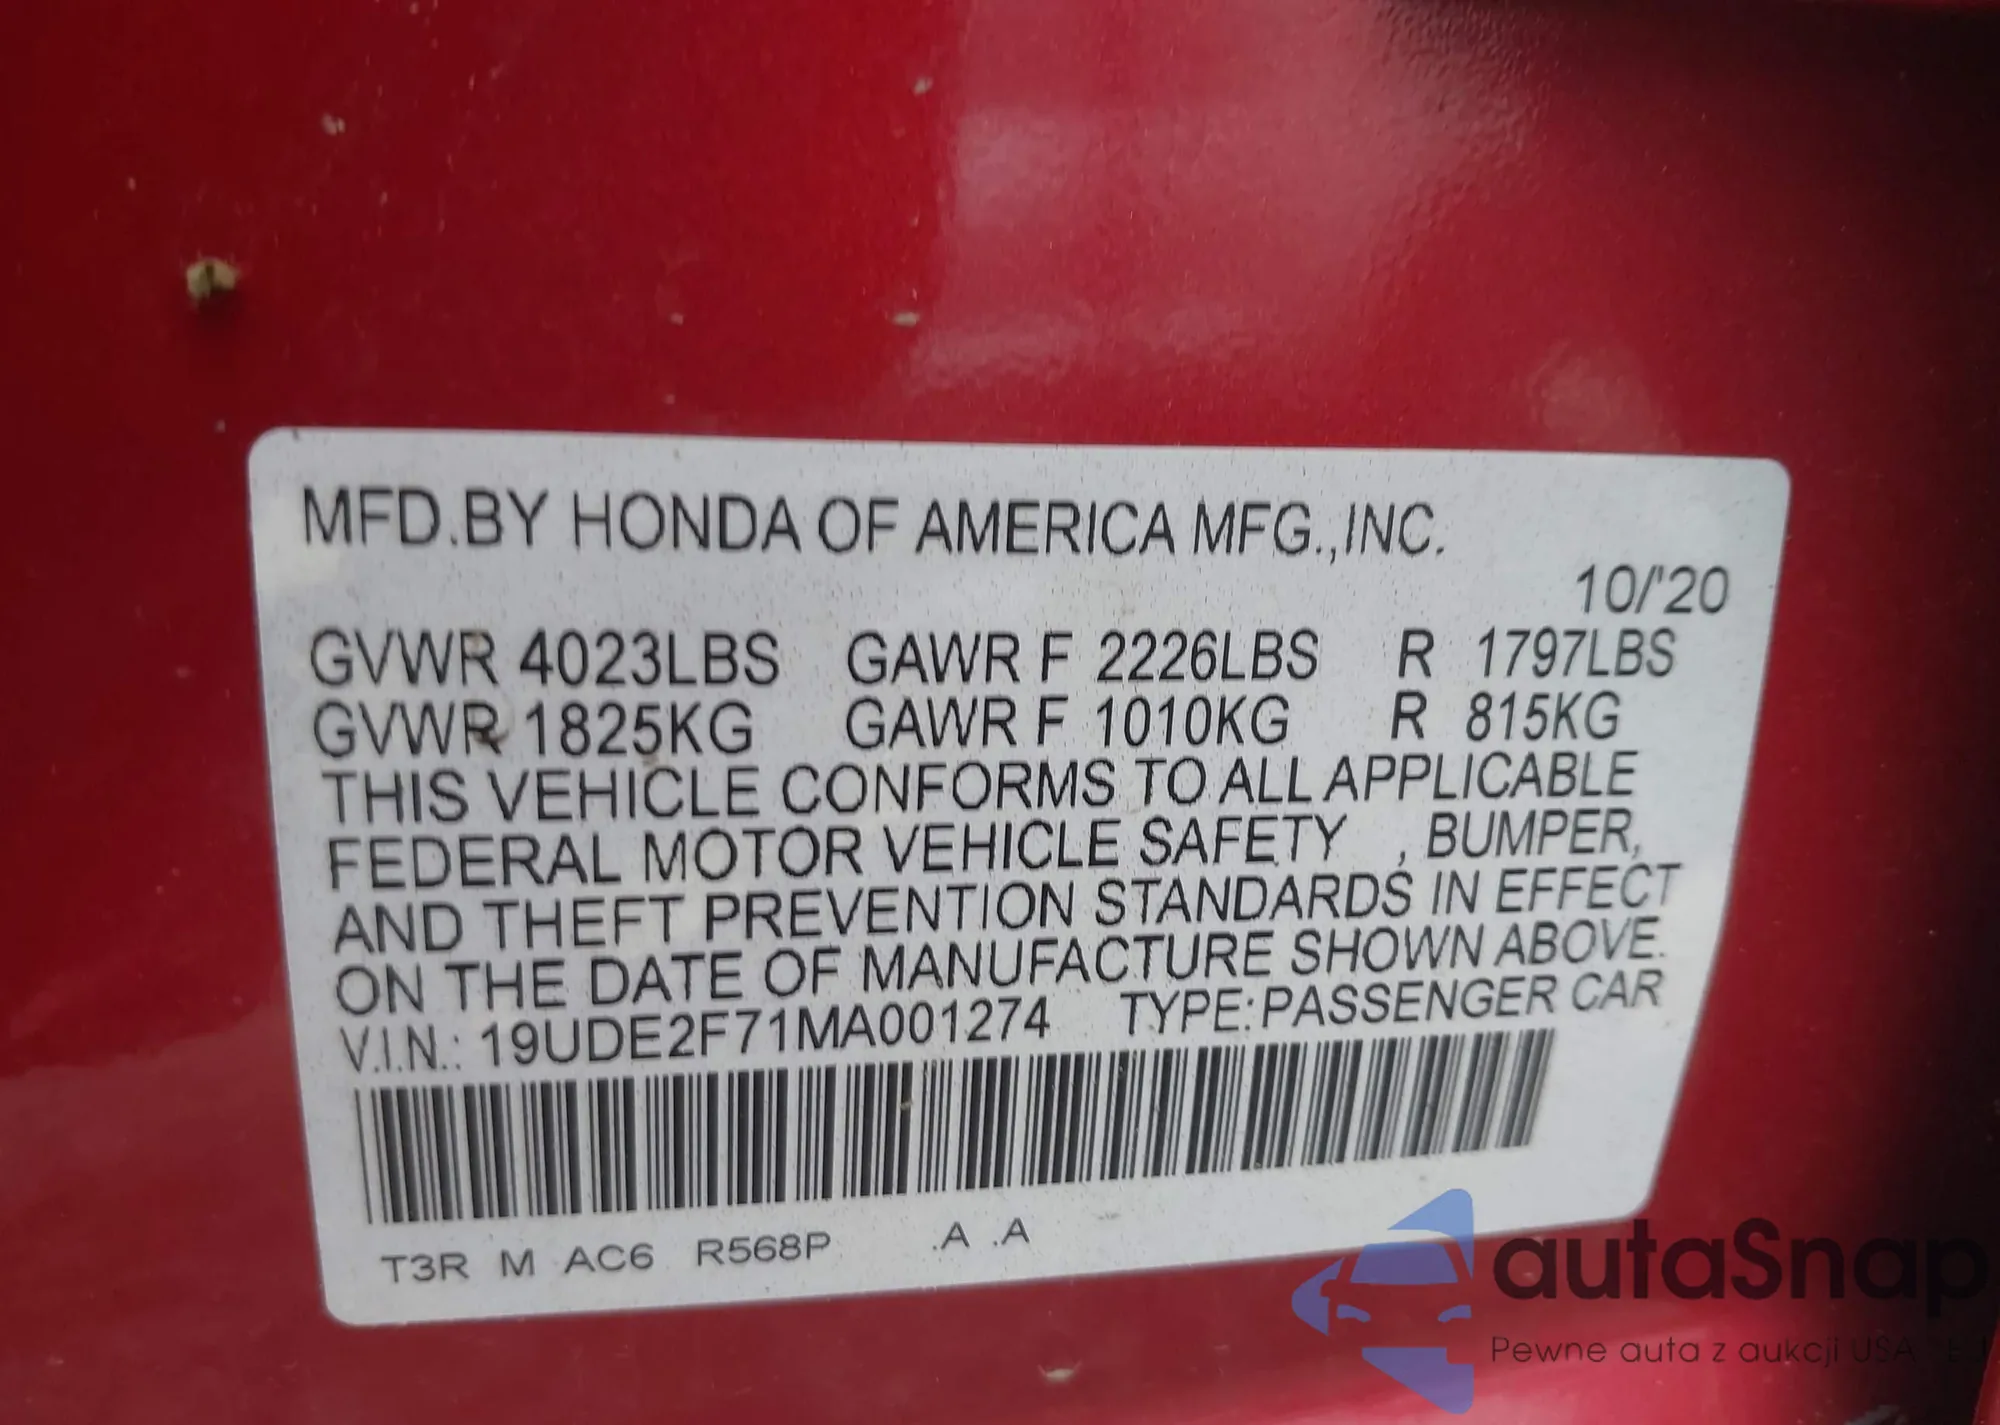 MFD.BY HONDA OF AMERICA MFG.,INC.
10/'20
GVWR 4023LBS GAWR F 2226LBS R 1797LBS
GVWR 1825KG GAWR F 1010KG R 815KG
THIS VEHICLE CONFORMS TO ALL APPLICABLE
FEDERAL MOTOR VEHICLE SAFETY , BUMPER,
AND THEFT PREVENTION STANDARDS IN EFFECT
ON THE DATE OF MANUFACTURE SHOWN ABOVE.
V.I.N.: 19UDE2F71MA001274 TYPE:PASSENGER CAR
T3R M AC6 R568P .A .A
autaSnap
Pewne auta z aukcji USA